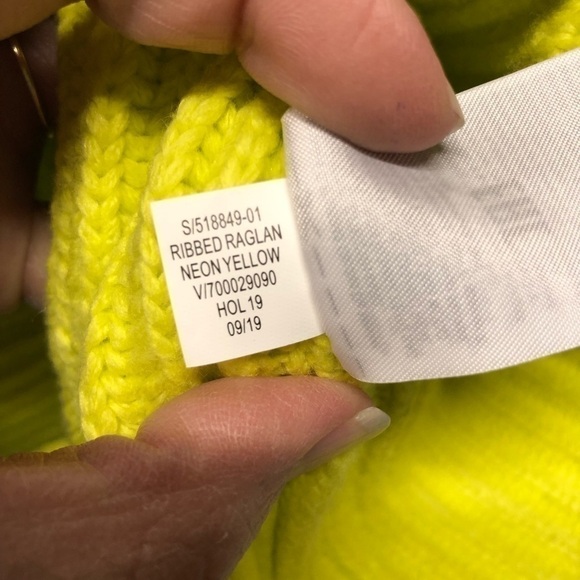 S/518849-01
RIBBED RAGLAN
NEON YELLOW
V/700029090
HOL 19
09/19